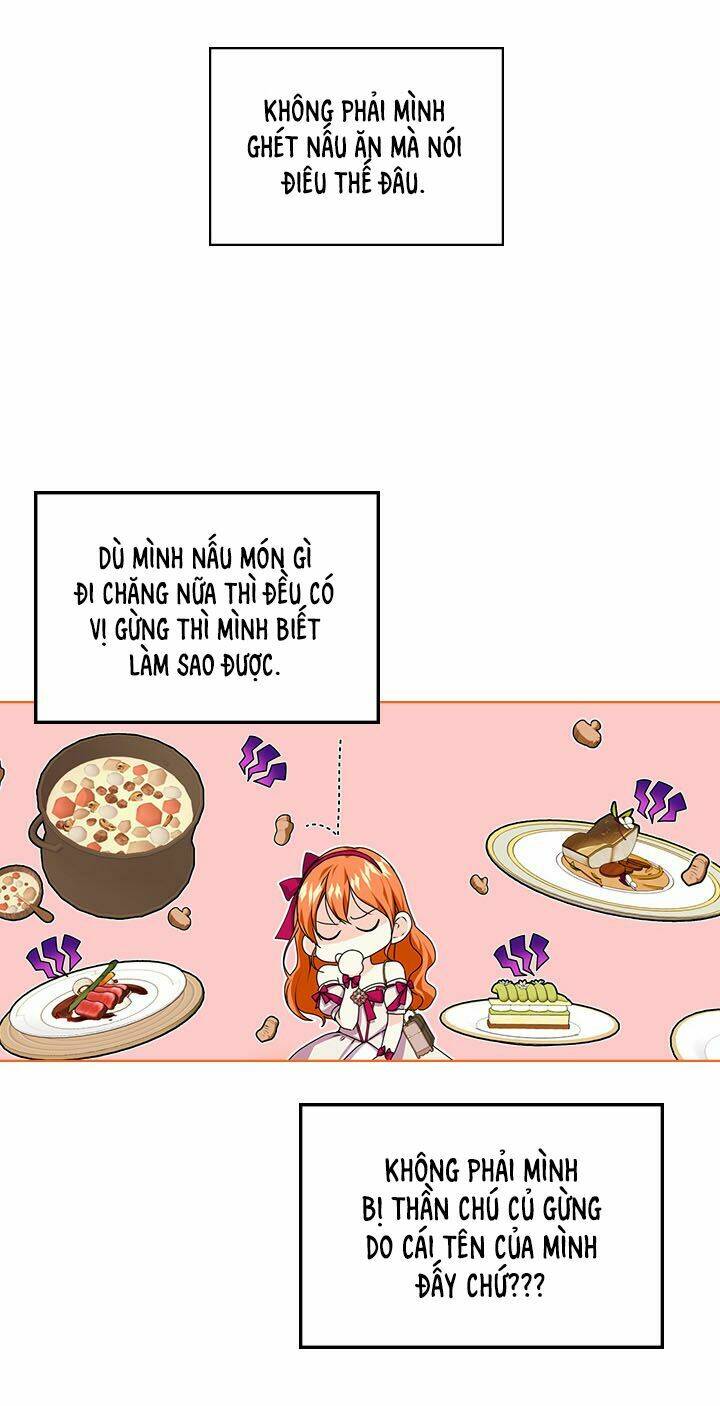 KHÔNG PHẢI MÌNH
GHÉT NẤU ĂN MÀ NÓI
ĐIỀU THẾ ĐÂU.
DÙ MÌNH NẤU MÓN GÌ
ĐI CHĂNG NỮA THÌ ĐỀU CÓ
VỊ GỪNG THÌ MÌNH BIẾT
LÀM SAO ĐƯỢC.
KHÔNG PHẢI MÌNH
BỊ THẦN CHÚ CỦ GỪNG
DO CÁI TÊN CỦA MÌNH
ĐẤY CHỨ???